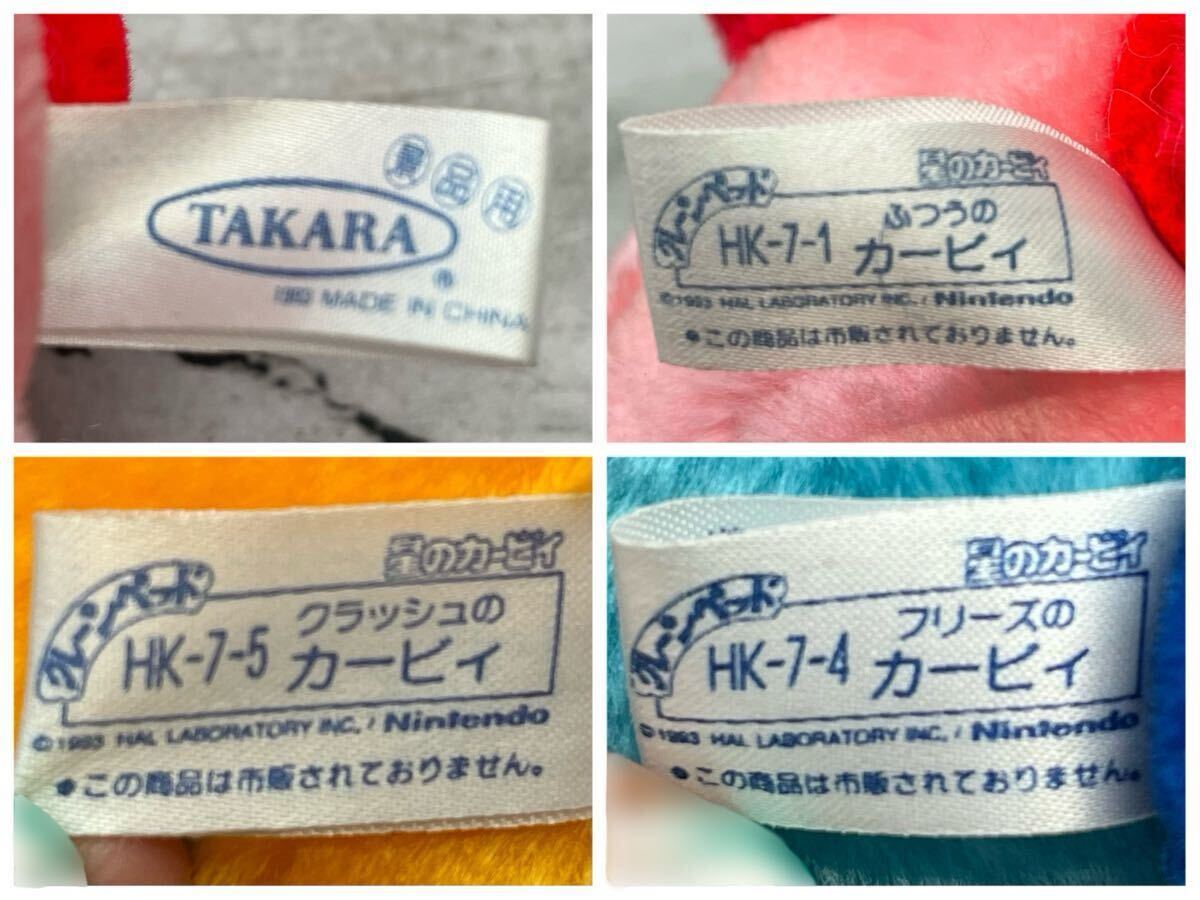 景品用
TAKARA
®
1993 MADE IN CHINA
星のカービィ
クレーンペッド
HK-7-1 ふつうの
カービィ
©1993 HAL LABORATORY INC. / Nintendo
●この商品は市販されておりません。
星のカービィ
クレーンペッド
HK-7-5 クラッシュの
カービィ
©1993 HAL LABORATORY INC. / Nintendo
●この商品は市販されておりません。
星のカービィ
クレーンペッド
HK-7-4 フリーズの
カービィ
©1993 HAL LABORATORY INC. / Nintendo
●この商品は市販されておりません。